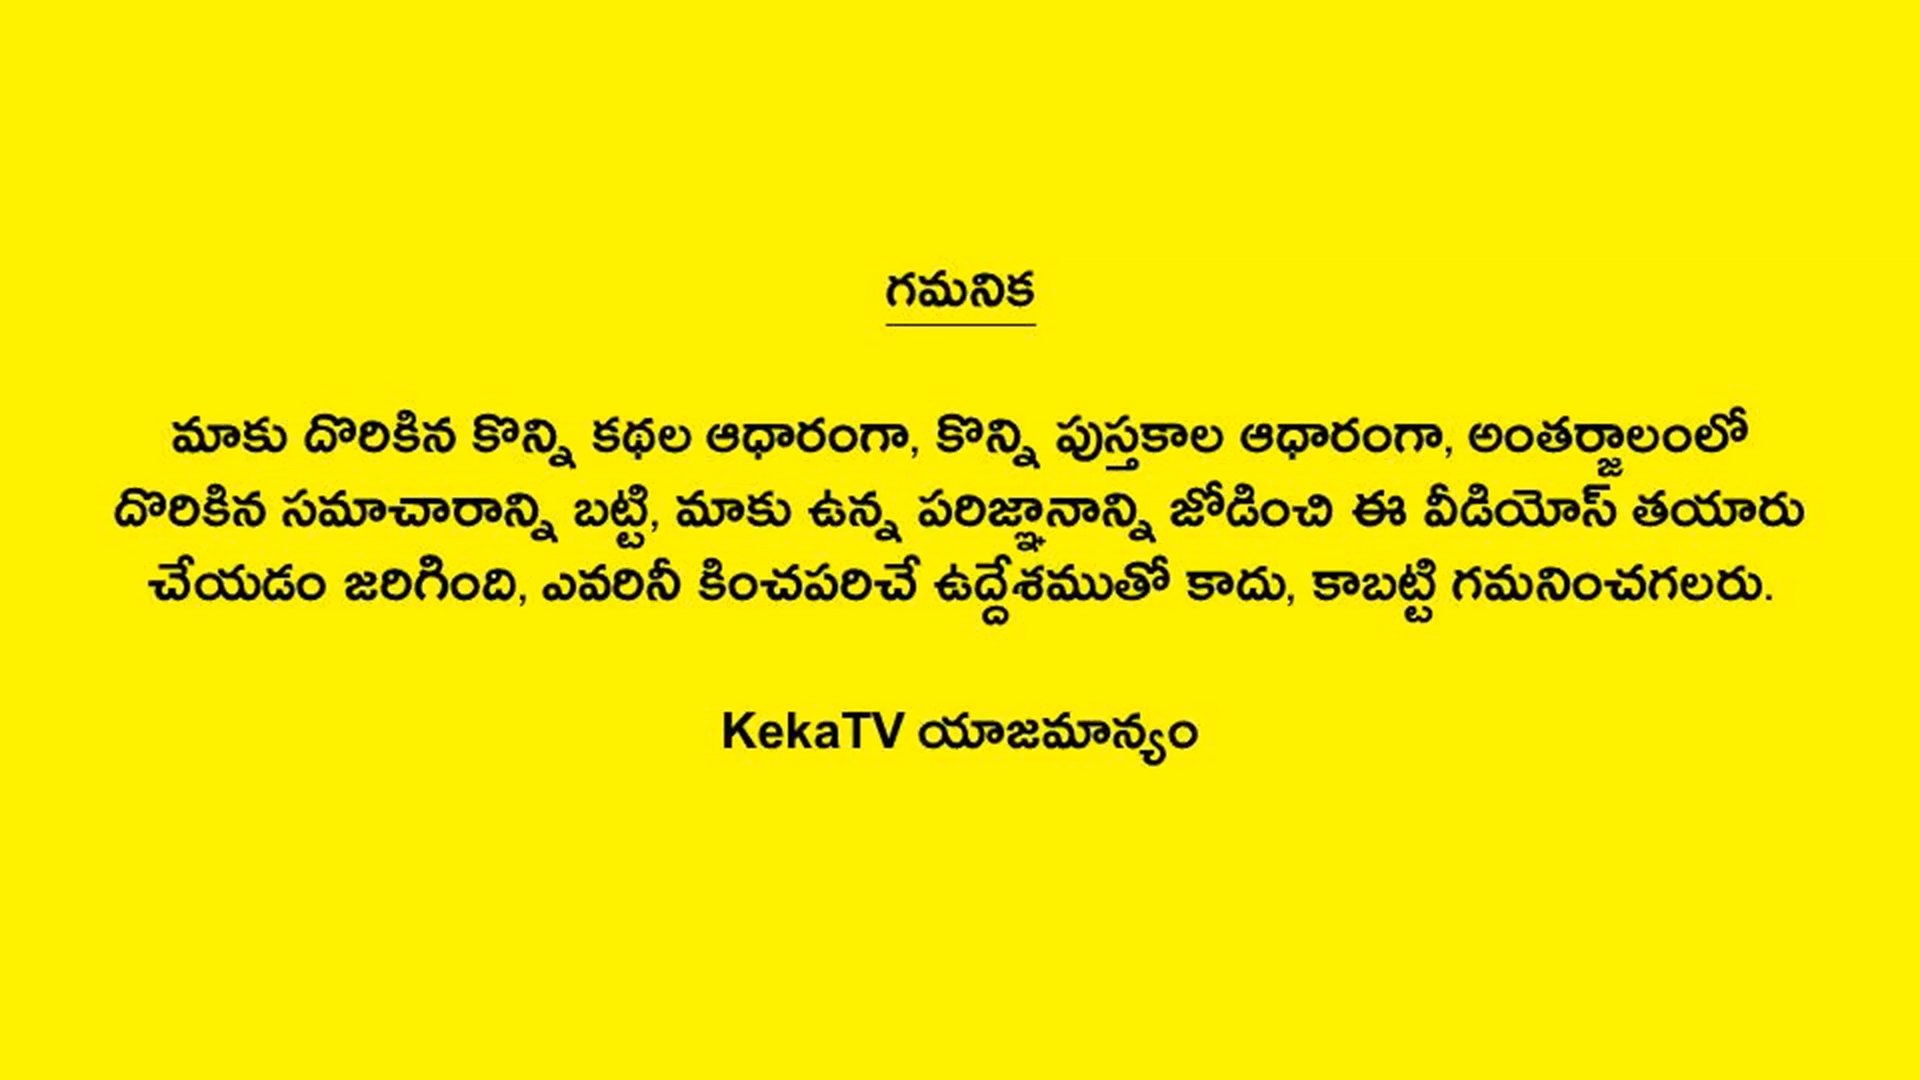 గమనిక
మాకు దొరికిన కొన్ని కథల ఆధారంగా, కొన్ని పుస్తకాల ఆధారంగా, అంతర్జాలంలో
దొరికిన సమాచారాన్ని బట్టి, మాకు ఉన్న పరిజ్ఞానాన్ని జోడించి ఈ వీడియోస్ తయారు
చేయడం జరిగింది, ఎవరినీ కించపరిచే ఉద్దేశముతో కాదు, కాబట్టి గమనించగలరు.
KekaTV యాజమాన్యం